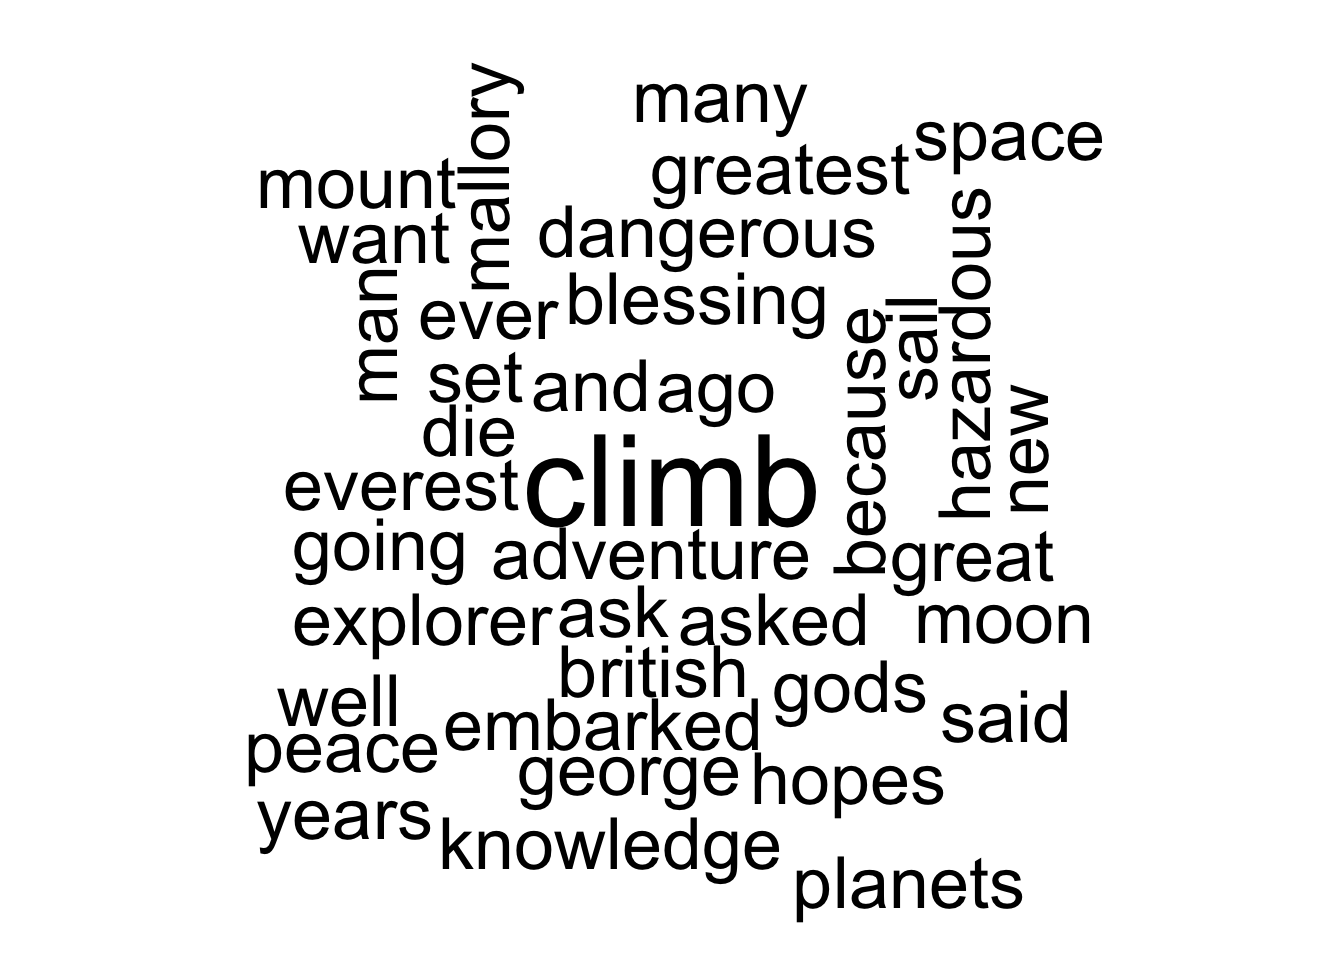 many
mallory
space
mount
greatest
want
dangerous
hazardous
man
ever
blessing
sail
because
set
and
ago
new
die
climb
everest
going
adventure
great
explorer
ask
asked
moon
british
well
gods
embarked
said
peace
george
hopes
years
knowledge
planets